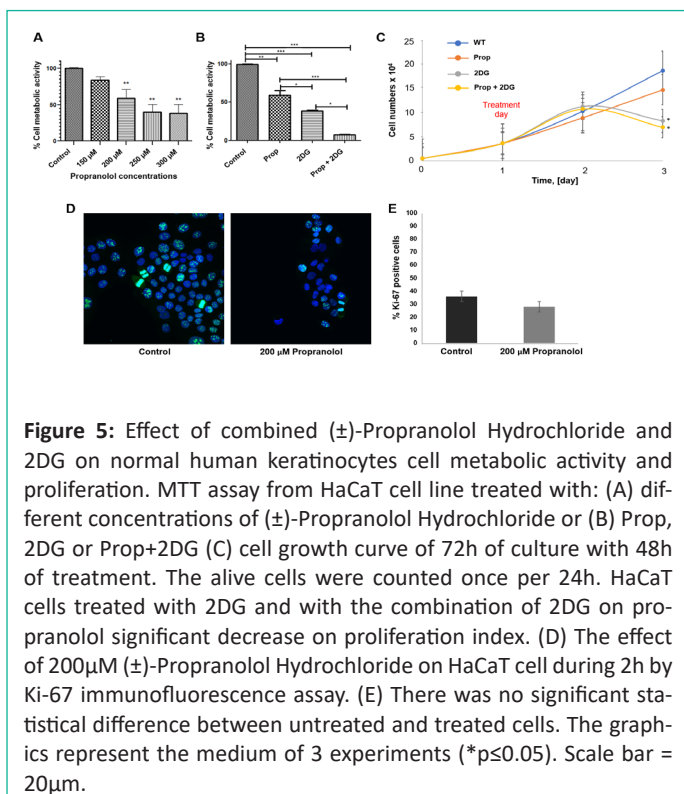 A
% Cell metabolic activity
100
50
0
** ** **
Control
150 µM
200 µM
250 µM
300 µM
Propranolol concentrations
B
% Cell metabolic activity
100
50
0
***
***
**
***
*
*
Control
Prop
2DG
Prop + 2DG
C
Cell numbers x 10⁴
25
20
15
10
5
0
Treatment
day
WT
Prop
2DG
Prop + 2DG
*
*
0 1 2 3
Time, [day]
D
Control
200 µM Propranolol
E
% Ki-67 positive cells
100
90
80
70
60
50
40
30
20
10
0
Control
200 µM Propranolol
Figure 5: Effect of combined (±)-Propranolol Hydrochloride and
2DG on normal human keratinocytes cell metabolic activity and
proliferation. MTT assay from HaCaT cell line treated with: (A) dif-
ferent concentrations of (±)-Propranolol Hydrochloride or (B) Prop,
2DG or Prop+2DG (C) cell growth curve of 72h of culture with 48h
of treatment. The alive cells were counted once per 24h. HaCaT
cells treated with 2DG and with the combination of 2DG on pro-
pranolol significant decrease on proliferation index. (D) The effect
of 200µM (±)-Propranolol Hydrochloride on HaCaT cell during 2h by
Ki-67 immunofluorescence assay. (E) There was no significant sta-
tistical difference between untreated and treated cells. The graph-
ics represent the medium of 3 experiments (*p≤0.05). Scale bar =
20µm.